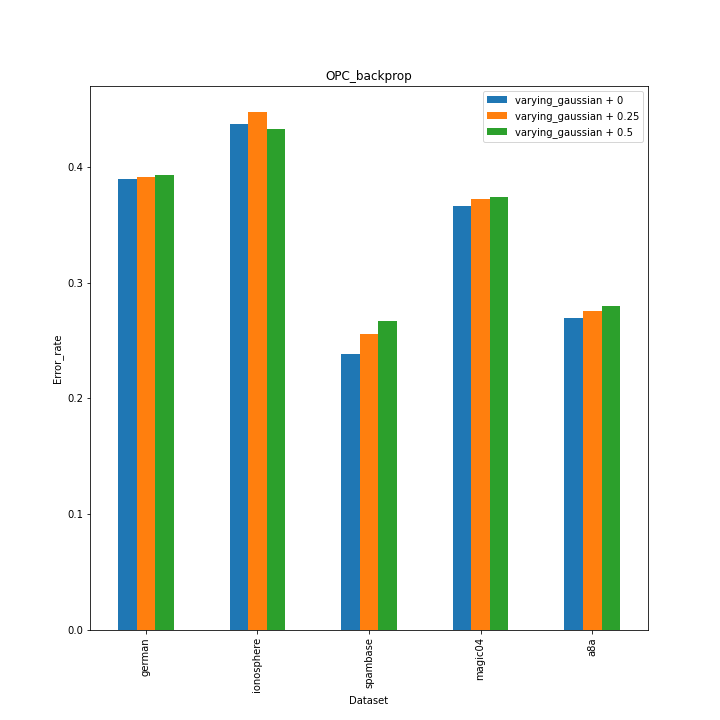 OPC_backprop
varying_gaussian + 0
varying_gaussian + 0.25
varying_gaussian + 0.5
Error_rate
0.4
0.3
0.2
0.1
0.0
german
ionosphere
spambase
magic04
a8a
Dataset